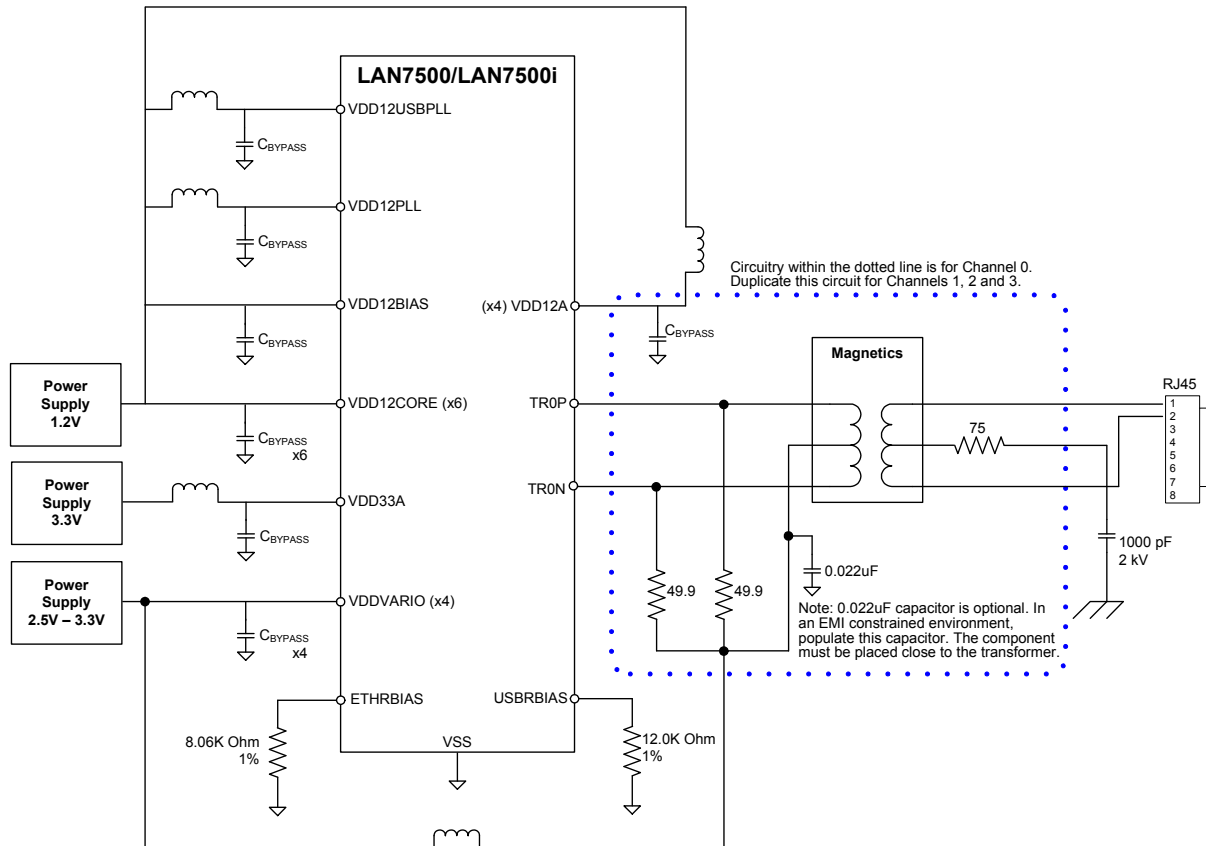 LAN7500/LAN7500i
VDD12USBPLL
CBYPASS
VDD12PLL
CBYPASS
VDD12BIAS
CBYPASS
(x4) VDD12A
CBYPASS
Circuitry within the dotted line is for Channel 0.
Duplicate this circuit for Channels 1, 2 and 3.
Magnetics
Power
Supply
1.2V
VDD12CORE (x6)
CBYPASS
x6
TR0P
RJ45
1
2
3
4
5
6
7
8
75
Power
Supply
3.3V
VDD33A
CBYPASS
TR0N
1000 pF
2 kV
0.022uF
49.9
49.9
Note: 0.022uF capacitor is optional. In
an EMI constrained environment,
populate this capacitor. The component
must be placed close to the transformer.
Power
Supply
2.5V – 3.3V
VDDVARIO (x4)
CBYPASS
x4
ETHRBIAS
USBRBIAS
8.06K Ohm
1%
VSS
12.0K Ohm
1%